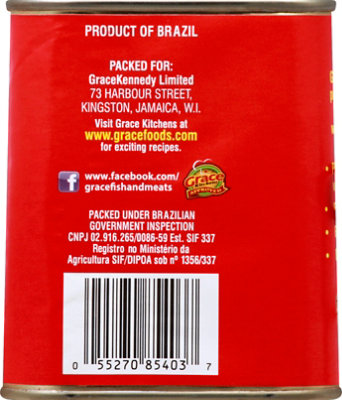 PRODUCT OF BRAZIL
PACKED FOR:
GraceKennedy Limited
73 HARBOUR STREET,
KINGSTON, JAMAICA, W.I.
Visit Grace Kitchens at
www.gracefoods.com
for exciting recipes.
f
www.facebook.com/
gracefishandmeats
Grace
APPROVED
PACKED UNDER BRAZILIAN
GOVERNMENT INSPECTION
CNPJ 02.916.265/0086-59 Est. SIF 337
Registro no Ministério da
Agricultura SIF/DIPOA sob nº 1356/337
0 55270 85403 7